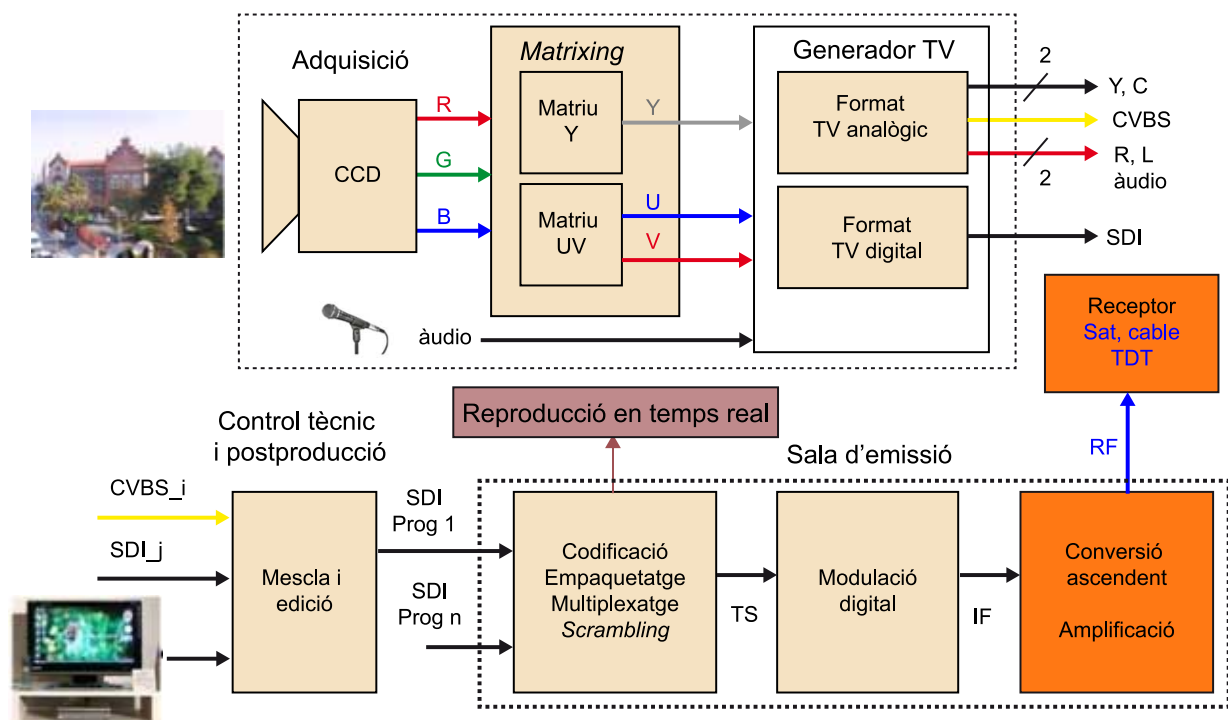 Adquisició
CCD
R
G
B
Matrixing
Matriu
Y
Matriu
UV
Y
U
V
Generador TV
Format
TV analògic
Format
TV digital
2
Y, C
CVBS
R, L
àudio
2
SDI
àudio
Receptor
Sat, cable
TDT
RF
Reproducció en temps real
Control tècnic
i postproducció
Sala d’emissió
CVBS_i
SDI_j
Mescla i
edició
SDI
Prog 1
SDI
Prog n
Codificació
Empaquetatge
Multiplexatge
Scrambling
TS
Modulació
digital
IF
Conversió
ascendent
Amplificació